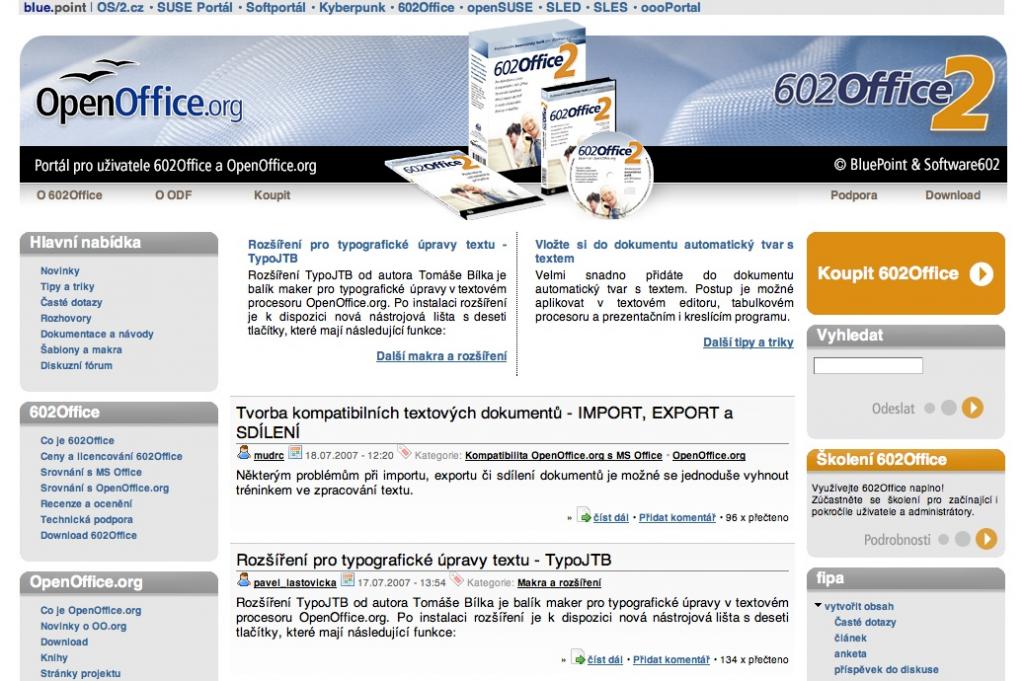 blue.point | OS/2.cz · SUSE Portál · Softportál · Kyberpunk · 602Office · openSUSE · SLED · SLES · oooPortal
OpenOffice.org
602Office2
602Office2
602Office2
602Office2
602Office2
Portál pro uživatele 602Office a OpenOffice.org
© BluePoint & Software602
O 602Office
O ODF
Koupit
Podpora
Download
Hlavní nabídka
Novinky
Tipy a triky
Časté dotazy
Rozhovory
Dokumentace a návody
Šablony a makra
Diskuzní fórum
602Office
Co je 602Office
Ceny a licencování 602Office
Srovnání s MS Office
Srovnání s OpenOffice.org
Recenze a ocenění
Technická podpora
Download 602Office
OpenOffice.org
Co je OpenOffice.org
Novinky o OO.org
Download
Knihy
Stránky projektu
Rozšíření pro typografické úpravy textu -
TypoJTB
Rozšíření TypoJTB od autora Tomáše Bílka je
balík maker pro typografické úpravy v textovém
procesoru OpenOffice.org. Po instalaci rozšíření
je k dispozici nová nástrojová lišta s deseti
tlačítky, které mají následující funkce:
Další makra a rozšíření
Vložte si do dokumentu automatický tvar s
textem
Velmi snadno přidáte do dokumentu
automatický tvar s textem. Postup je možné
aplikovat v textovém editoru, tabulkovém
procesoru a prezentačním i kreslícím programu.
Další tipy a triky
Tvorba kompatibilních textových dokumentů - IMPORT, EXPORT a
SDÍLENÍ
mudrc 18.07.2007 - 12:20 Kategorie: Kompatibilita OpenOffice.org s MS Office - OpenOffice.org
Některým problémům při importu, exportu či sdílení dokumentů je možné se jednoduše vyhnout
tréninkem ve zpracování textu.
» číst dál · Přidat komentář · 96 x přečteno
Rozšíření pro typografické úpravy textu - TypoJTB
pavel_lastovicka 17.07.2007 - 13:54 Kategorie: Makra a rozšíření
Rozšíření TypoJTB od autora Tomáše Bílka je balík maker pro typografické úpravy v textovém
procesoru OpenOffice.org. Po instalaci rozšíření je k dispozici nová nástrojová lišta s deseti
tlačítky, které mají následující funkce:
» číst dál · Přidat komentář · 134 x přečteno
Koupit 602Office
Vyhledat
Odeslat
Školení 602Office
Využívejte 602Office naplno!
Zúčastněte se školení pro začínající i
pokročilé uživatele a administrátory.
Podrobnosti
fipa
vytvořit obsah
Časté dotazy
článek
anketa
příspěvek do diskuse